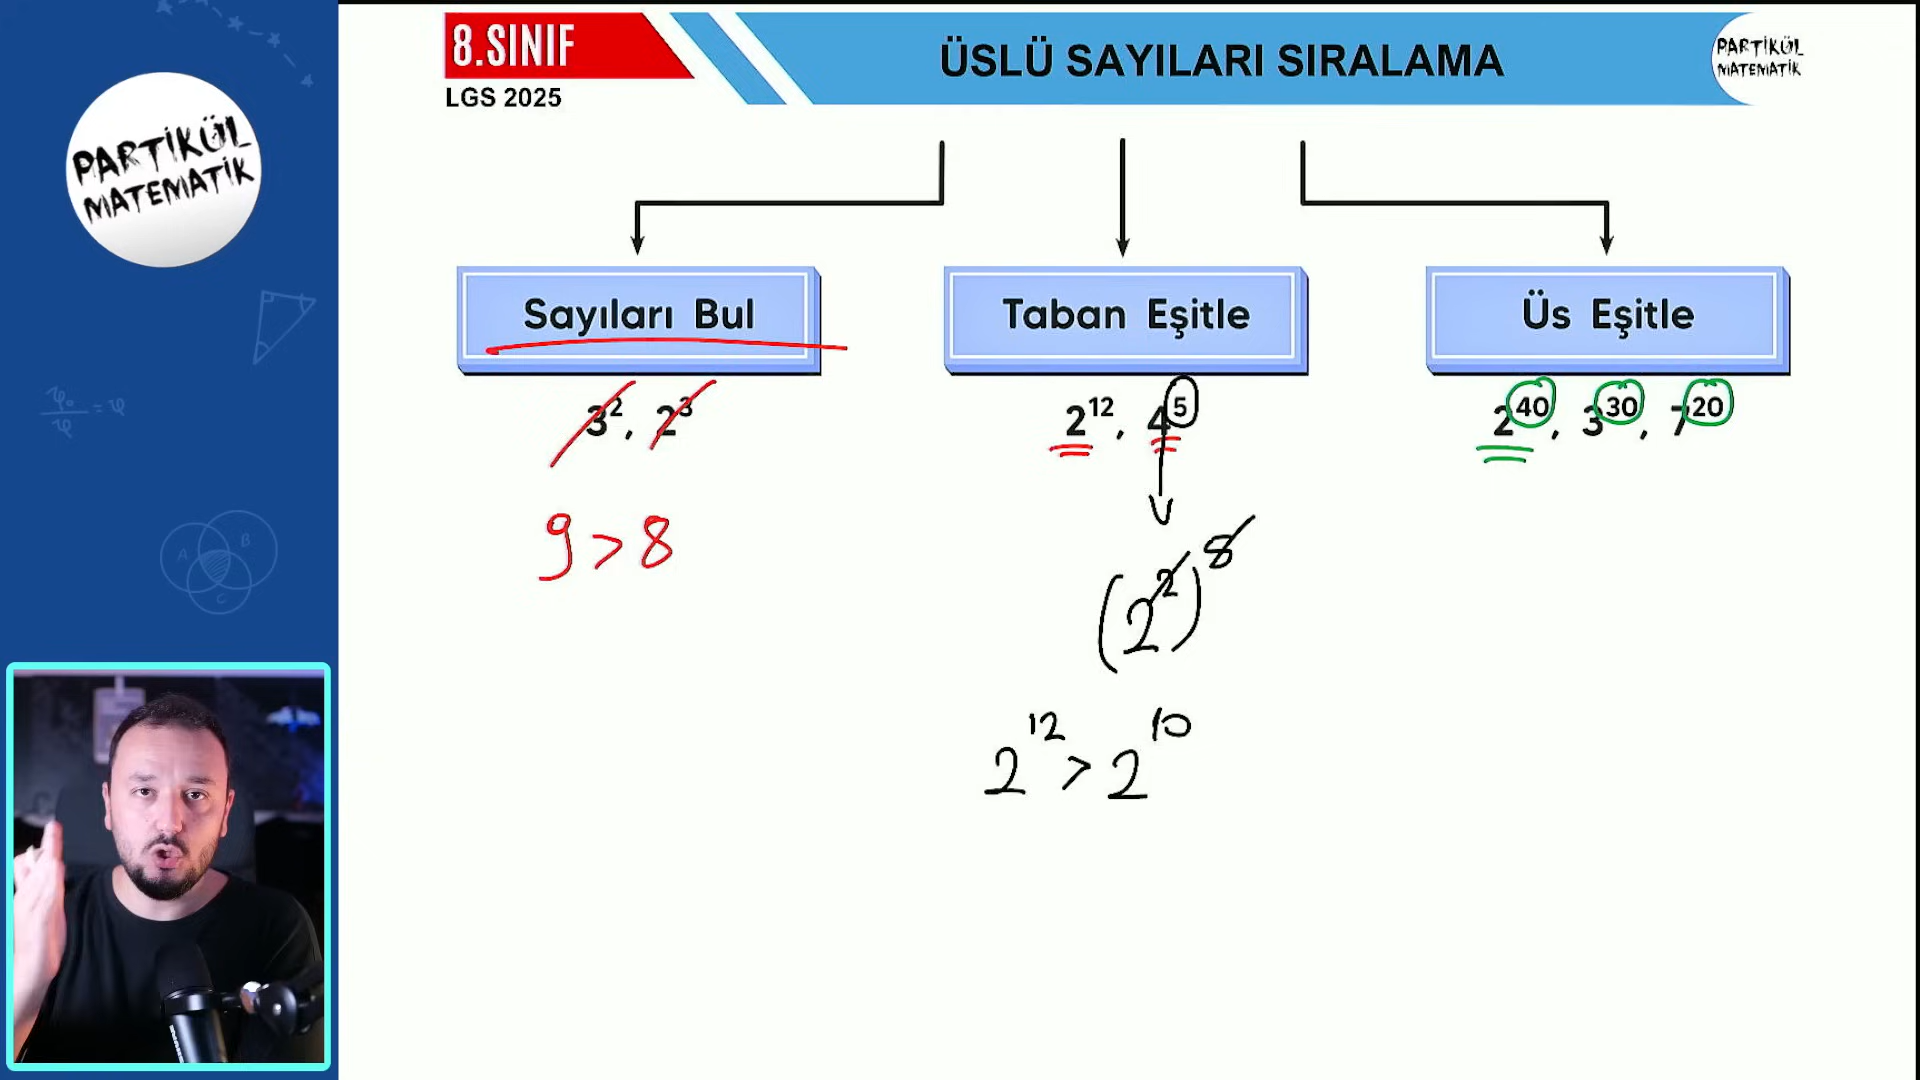 PARTİKÜL
MATEMATİK
8.SINIF
LGS 2025
ÜSLÜ SAYILARI SIRALAMA
PARTİKÜL
MATEMATİK
Sayıları Bul
3², 2³
9 > 8
Taban Eşitle
2¹², 4⁵
(2²)
2¹² > 2¹⁰
Üs Eşitle
2⁴⁰, 3³⁰, 7²⁰
A
B
C